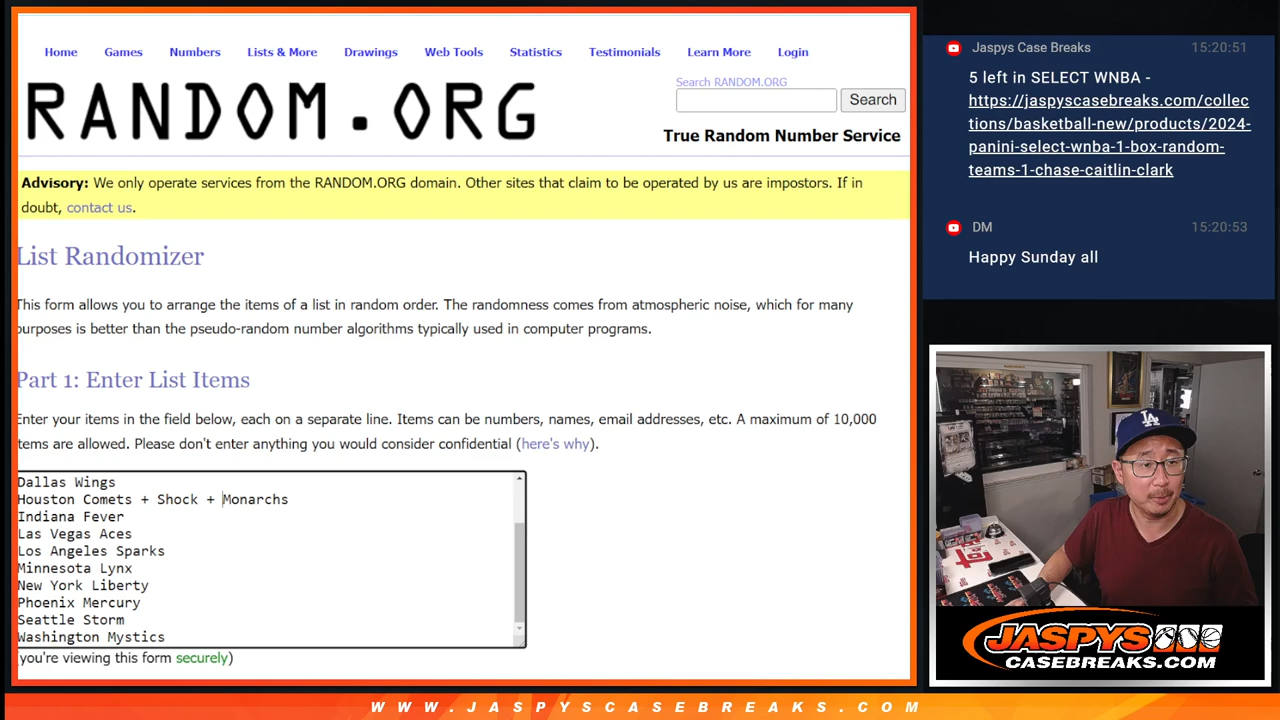 Home Games Numbers Lists & More Drawings Web Tools Statistics Testimonials Learn More Login
RANDOM.ORG
Search RANDOM.ORG
Search
True Random Number Service
Advisory: We only operate services from the RANDOM.ORG domain. Other sites that claim to be operated by us are impostors. If in
doubt, contact us.
List Randomizer
This form allows you to arrange the items of a list in random order. The randomness comes from atmospheric noise, which for many
purposes is better than the pseudo-random number algorithms typically used in computer programs.
Part 1: Enter List Items
Enter your items in the field below, each on a separate line. Items can be numbers, names, email addresses, etc. A maximum of 10,000
items are allowed. Please don't enter anything you would consider confidential (here's why).
Dallas Wings
Houston Comets + Shock + Monarchs
Indiana Fever
Las Vegas Aces
Los Angeles Sparks
Minnesota Lynx
New York Liberty
Phoenix Mercury
Seattle Storm
Washington Mystics
(you're viewing this form securely)
Jaspys Case Breaks 15:20:51
5 left in SELECT WNBA -
https://jaspyscasebreaks.com/collec
tions/basketball-new/products/2024-
panini-select-wnba-1-box-random-
teams-1-chase-caitlin-clark
DM 15:20:53
Happy Sunday all
LA
JASPYS
CASEBREAKS.COM
WWW.JASPYSCASEBREAKS.COM